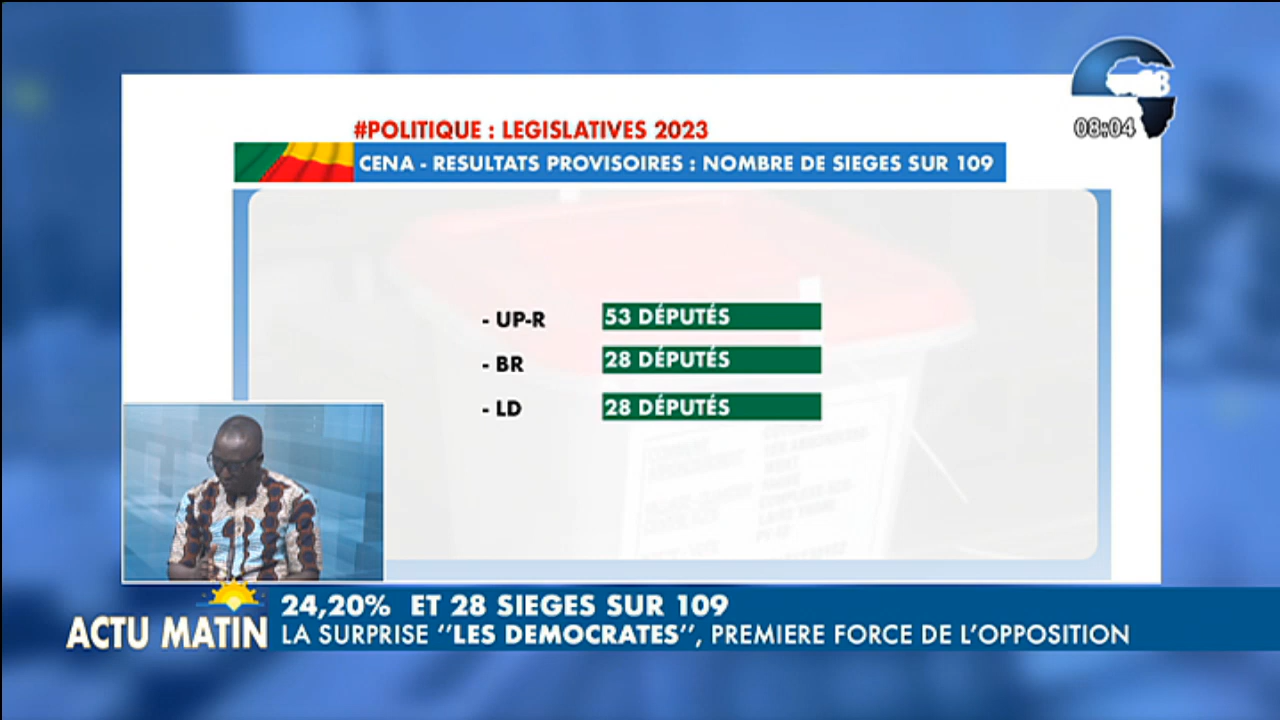 08:04
#POLITIQUE : LEGISLATIVES 2023
CENA - RESULTATS PROVISOIRES : NOMBRE DE SIEGES SUR 109
- UP-R 53 DÉPUTÉS
- BR 28 DÉPUTÉS
- LD 28 DÉPUTÉS
24,20% ET 28 SIEGES SUR 109
ACTU MATIN
LA SURPRISE ‘‘LES DEMOCRATES’’, PREMIERE FORCE DE L’OPPOSITION